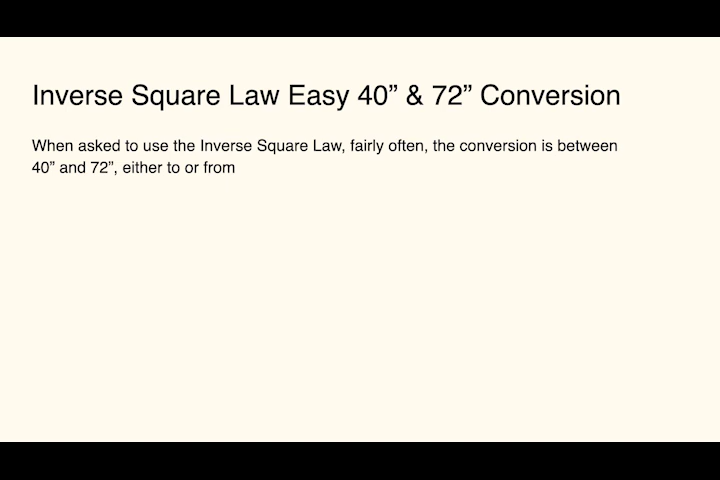 Inverse Square Law Easy 40” & 72” Conversion
When asked to use the Inverse Square Law, fairly often, the conversion is between
40” and 72”, either to or from